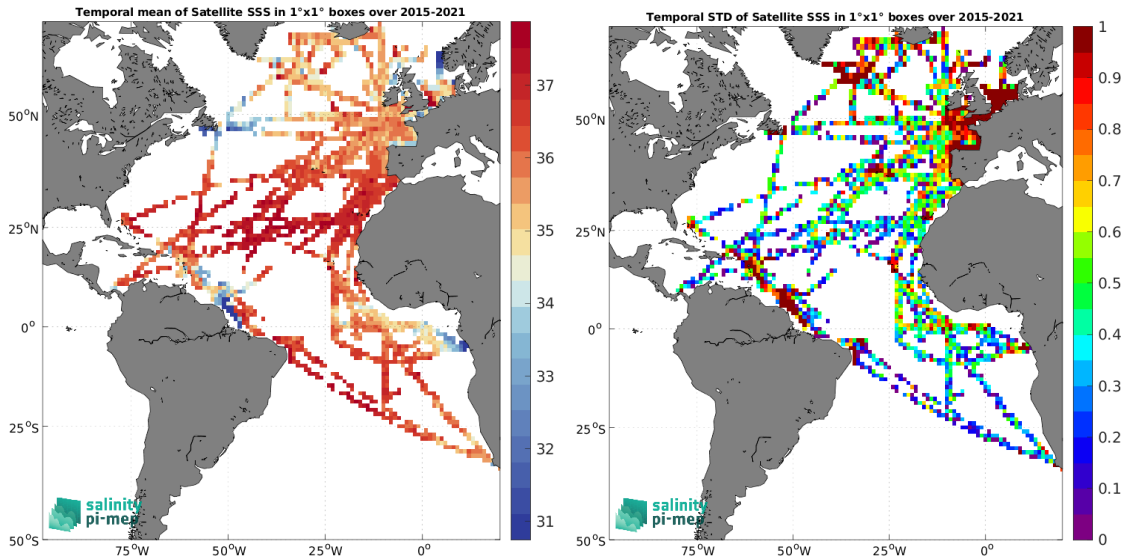 Temporal mean of Satellite SSS in 1°x1° boxes over 2015-2021
50°N
25°N
0°
25°S
50°S
75°W
50°W
25°W
0°
37
36
35
34
33
32
31
salinity
pi-mep
Temporal STD of Satellite SSS in 1°x1° boxes over 2015-2021
50°N
25°N
0°
25°S
50°S
75°W
50°W
25°W
0°
1
0.9
0.8
0.7
0.6
0.5
0.4
0.3
0.2
0.1
0
salinity
pi-mep